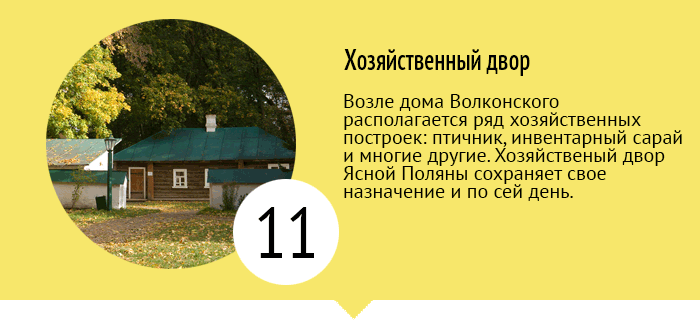 Хозяйственный двор
Возле дома Волконского
располагается ряд хозяйственных
построек: птичник, инвентарный сарай
и многие другие. Хозяйственый двор
Ясной Поляны сохраняет свое
назначение и по сей день.
11